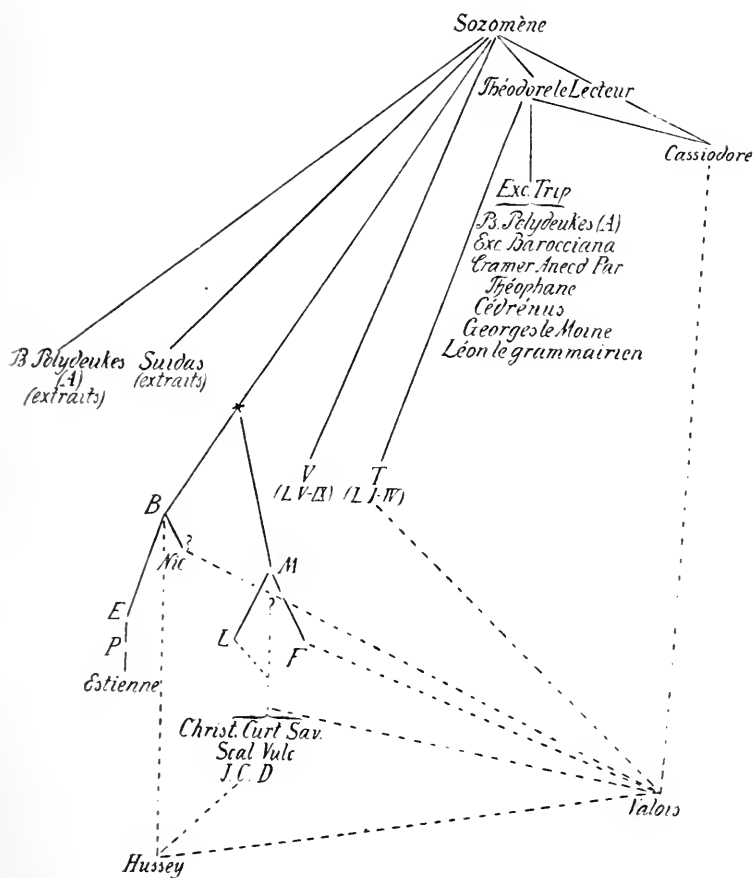 Sozomène
Théodore le Lecteur
Cassiodore
Exc. Trip
P. Polydeukes (A)
Exc Barocciana
Cramer Anecd Par
Théophane
Cédrénus
Georges le Moine
Léon le grammairien
P. Polydeukes
(A)
(extraits)
Suidas
(extraits)
V
(L V-IX)
T
(L I-IV)
B
?
Nic
M
?
E
L
F
P
Estienne
Christ. Curt Sav.
Scal Vulc
J. C. D
Valois
Hussey